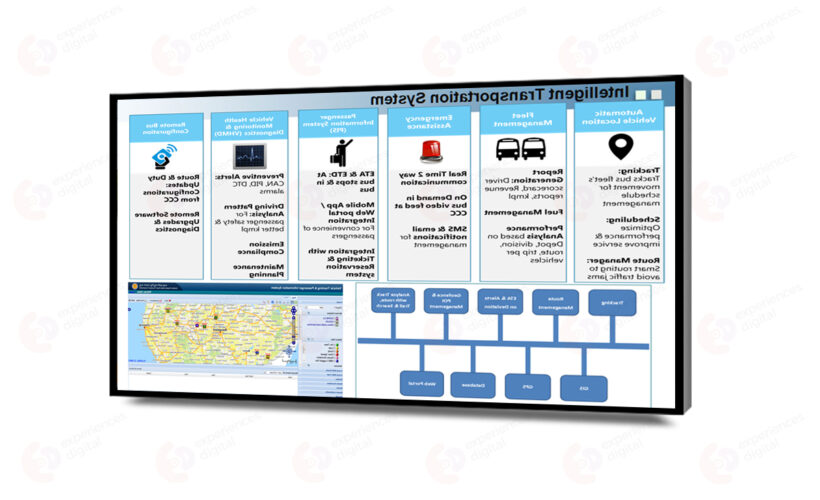 experiences
digital
Intelligent Transportation System
Automatic
Vehicle Location
Tracking:
Tracks bus fleet's
movement for
schedule
management
Scheduling:
Optimize
performance &
improve service
Route Manager:
Smart routing to
avoid traffic jams
Fleet
Management
Report
Generation: Driver
scorecard, Revenue
reports, kmpl
Fuel Management
Performance
Analysis based on
Depot, division,
route, trip per
vehicles
Emergency
Assistance
Real Time way
communication
On Demand in
bus video feed at
CCC
SMS & email
notifications for
management
Passenger
Information System
(PIS)
ETA & ETD: At
bus stops & in
bus
Mobile App /
Web portal
Integration
For convenience of
passengers
Integration with
Ticketing &
Reservation
system
Vehicle Health
Monitoring &
Diagnostics (VHMD)
Preventive Alerts:
CAN, PID, DTC
alarms
Driving Pattern
Analysis For
passenger safety &
better kmpl
Emission
Compliance
Maintenance
Planning
Remote Bus
Configuration
Route & Duty
Updates:
Configurations
from CCC
Remote Software
Upgrades &
Diagnostics
Tracking
Route
Management
ETA & Alerts
on Deviation
Geofence &
POI
Management
Analyse Track
with route,
Trail & Search
GIS
GPS
Database
Web Portal
Vehicle Tracking & Passenger Information System